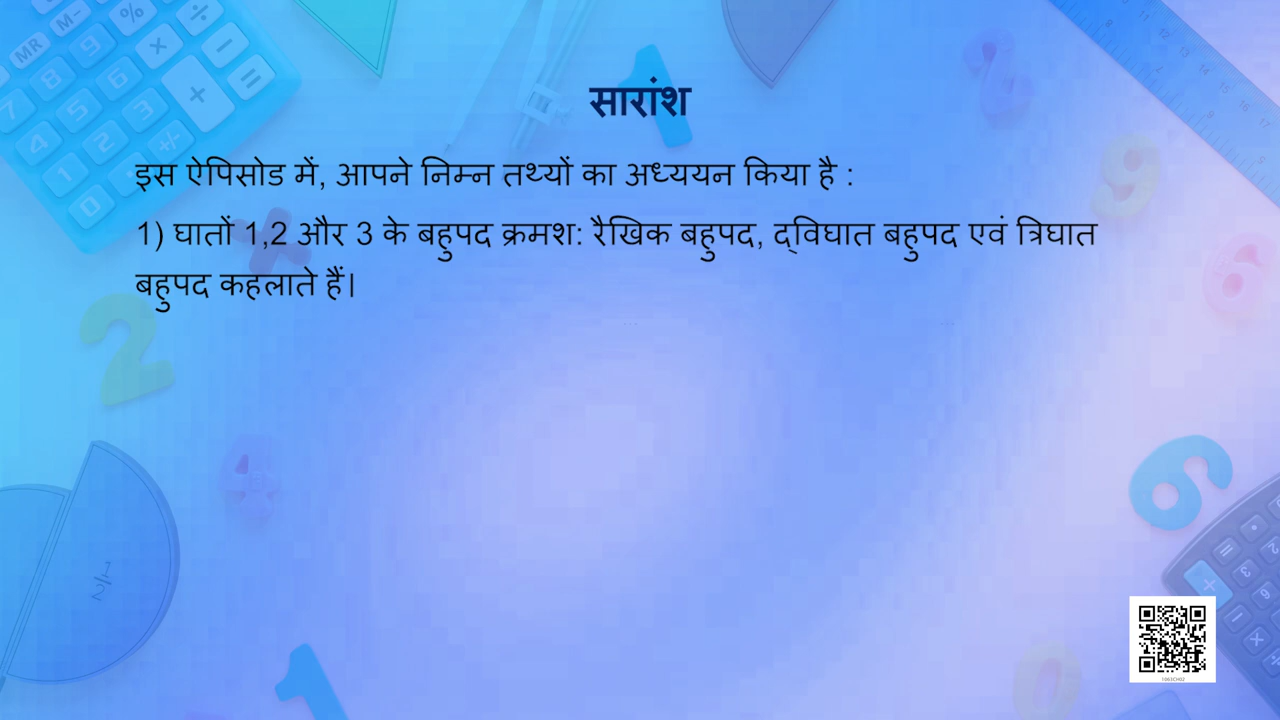 सारांश
इस ऐपिसोड में, आपने निम्न तथ्यों का अध्ययन किया है :
1) घातों 1,2 और 3 के बहुपद क्रमश: रैखिक बहुपद, द्विघात बहुपद एवं त्रिघात
बहुपद कहलाते हैं।
1063CH02